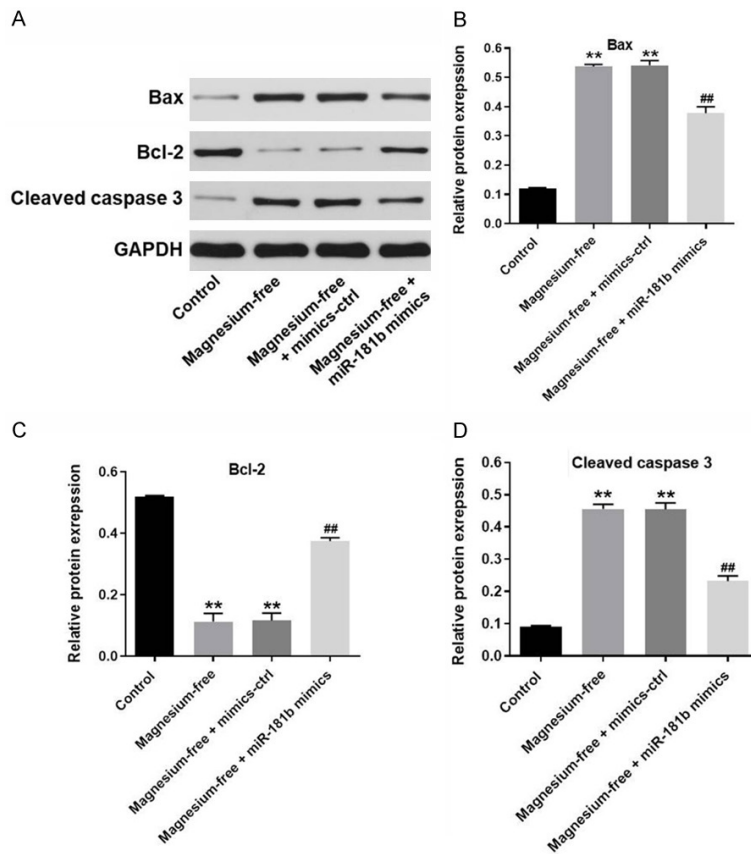 A
Bax
Bcl-2
Cleaved caspase 3
GAPDH
Control
Magnesium-free
Magnesium-free
+ mimics-ctrl
Magnesium-free +
miR-181b mimics
B
Bax
Relative protein exrepssion
0.6
0.5
0.4
0.3
0.2
0.1
0.0
**
**
##
Control
Magnesium-free
Magnesium-free + mimics-ctrl
Magnesium-free + miR-181b mimics
C
Bcl-2
Relative protein exrepssion
0.6
0.4
0.2
0.0
**
**
##
Control
Magnesium-free
Magnesium-free + mimics-ctrl
Magnesium-free + miR-181b mimics
D
Cleaved caspase 3
Relative protein exrepssion
0.6
0.5
0.4
0.3
0.2
0.1
0.0
**
**
##
Control
Magnesium-free
Magnesium-free + mimics-ctrl
Magnesium-free + miR-181b mimics